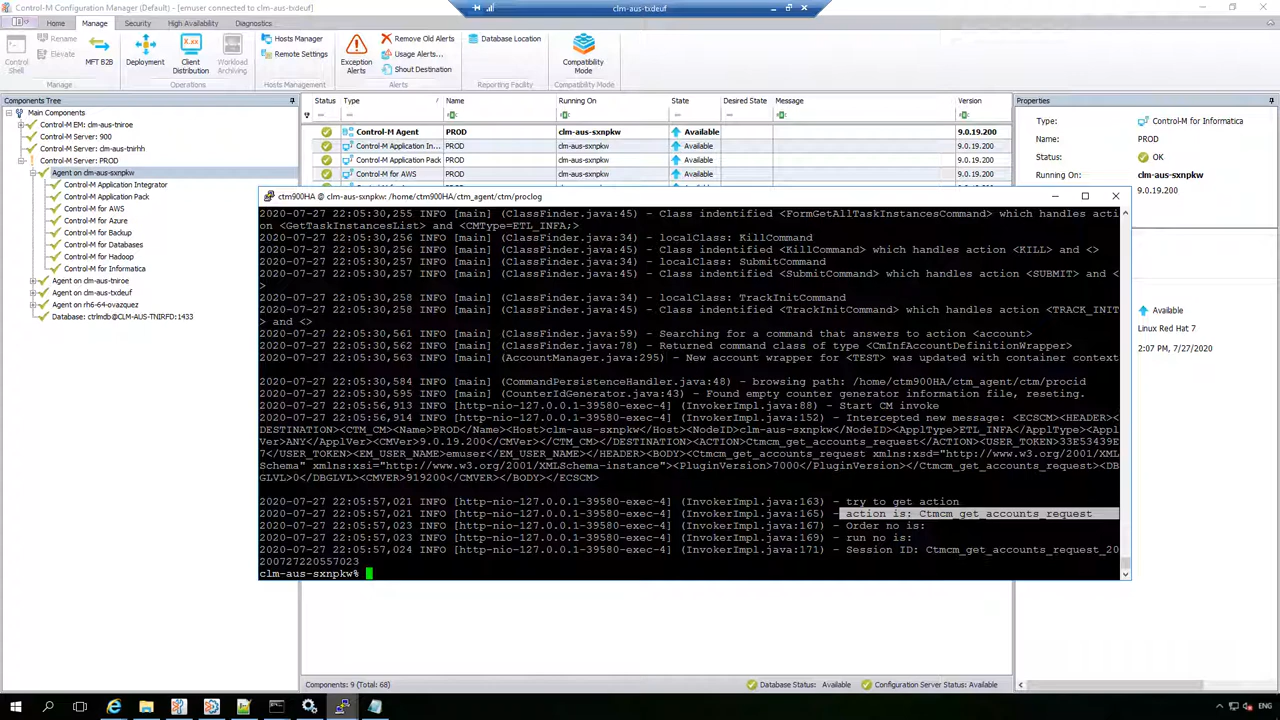 Control-M Configuration Manager (Default) - [emuser connected to clm-aus-txdeuf]
clm-aus-txdeuf
Home
Manage
Security
High Availability
Diagnostics
Control Shell
Rename
Elevate
MFT B2B
Deployment
Client Distribution
Workload Archiving
Hosts Manager
Remote Settings
Exception Alerts
Remove Old Alerts
Usage Alerts...
Shout Destination
Database Location
Compatibility Mode
Manage
Operations
Hosts Management
Alerts
Reporting Facility
Compatibility Mode
Components Tree
Main Components
Control-M EM: clm-aus-tniroe
Control-M Server: 900
Control-M Server: clm-aus-tnirhh
Control-M Server: PROD
Agent on clm-aus-sxnpkw
Control-M Application Integrator
Control-M Application Pack
Control-M for AWS
Control-M for Azure
Control-M for Backup
Control-M for Databases
Control-M for Hadoop
Control-M for Informatica
Agent on clm-aus-tniroe
Agent on clm-aus-txdeuf
Agent on rh6-64-ovazquez
Database: ctrlmdb@CLM-AUS-TNIRFD:1433
Status Type Name Running On State Desired State Message Version
Control-M Agent PROD clm-aus-sxnpkw Available 9.0.19.200
Control-M Application In... PROD clm-aus-sxnpkw Available 9.0.19.200
Control-M Application Pack PROD clm-aus-sxnpkw Available 9.0.19.200
Control-M for AWS PROD clm-aus-sxnpkw Available 9.0.19.200
Properties
Type: Control-M for Informatica
Name: PROD
Status: OK
Running On: clm-aus-sxnpkw
9.0.19.200
Available
Linux Red Hat 7
2:07 PM, 7/27/2020
ctm900HA @ clm-aus-sxnpkw: /home/ctm900HA/ctm_agent/ctm/proclog
2020-07-27 22:05:30,255 INFO [main] (ClassFinder.java:45) - Class indentified <FormGetAllTaskInstancesCommand> which handles acti
on <GetTaskInstancesList> and <CMType=ETL_INFA;>
2020-07-27 22:05:30,256 INFO [main] (ClassFinder.java:34) - localClass: KillCommand
2020-07-27 22:05:30,256 INFO [main] (ClassFinder.java:45) - Class indentified <KillCommand> which handles action <KILL> and <>
2020-07-27 22:05:30,257 INFO [main] (ClassFinder.java:34) - localClass: SubmitCommand
2020-07-27 22:05:30,257 INFO [main] (ClassFinder.java:45) - Class indentified <SubmitCommand> which handles action <SUBMIT> and <
>
2020-07-27 22:05:30,258 INFO [main] (ClassFinder.java:34) - localClass: TrackInitCommand
2020-07-27 22:05:30,258 INFO [main] (ClassFinder.java:45) - Class indentified <TrackInitCommand> which handles action <TRACK_INIT
> and <>
2020-07-27 22:05:30,561 INFO [main] (ClassFinder.java:59) - Searching for a command that answers to action <account>
2020-07-27 22:05:30,562 INFO [main] (ClassFinder.java:78) - Returned command class of type <CmInfAccountDefinitionWrapper>
2020-07-27 22:05:30,563 INFO [main] (AccountManager.java:295) - New account wrapper for <TEST> was updated with container context
2020-07-27 22:05:30,584 INFO [main] (CommandPersistenceHandler.java:48) - browsing path: /home/ctm900HA/ctm_agent/ctm/procid
2020-07-27 22:05:30,595 INFO [main] (CounterIdGenerator.java:43) - Found empty counter generator information file, reseting.
2020-07-27 22:05:56,913 INFO [http-nio-127.0.0.1-39580-exec-4] (InvokerImpl.java:88) - Start CM invoke
2020-07-27 22:05:56,914 INFO [http-nio-127.0.0.1-39580-exec-4] (InvokerImpl.java:152) - Intercepted new message: <ECSCM><HEADER><
DESTINATION><CTM_CM><Name>PROD</Name><Host>clm-aus-sxnpkw</Host><NodeID>clm-aus-sxnpkw</NodeID><ApplType>ETL_INFA</ApplType><Appl
Ver>ANY</ApplVer><CMVer>9.0.19.200</CMVer></CTM_CM></DESTINATION><ACTION>Ctmcm_get_accounts_request</ACTION><USER_TOKEN>33E53439E
7</USER_TOKEN><EM_USER_NAME>emuser</EM_USER_NAME></HEADER><BODY><Ctmcm_get_accounts_request xmlns:xsd="http://www.w3.org/2001/XML
Schema" xmlns:xsi="http://www.w3.org/2001/XMLSchema-instance"><PluginVersion>7000</PluginVersion></Ctmcm_get_accounts_request><DB
GLVL>0</DBGLVL><CMVER>919200</CMVER></BODY></ECSCM>
2020-07-27 22:05:57,021 INFO [http-nio-127.0.0.1-39580-exec-4] (InvokerImpl.java:163) - try to get action
2020-07-27 22:05:57,021 INFO [http-nio-127.0.0.1-39580-exec-4] (InvokerImpl.java:165) - action is: Ctmcm_get_accounts_request
2020-07-27 22:05:57,023 INFO [http-nio-127.0.0.1-39580-exec-4] (InvokerImpl.java:167) - Order no is:
2020-07-27 22:05:57,023 INFO [http-nio-127.0.0.1-39580-exec-4] (InvokerImpl.java:169) - run no is:
2020-07-27 22:05:57,024 INFO [http-nio-127.0.0.1-39580-exec-4] (InvokerImpl.java:171) - Session ID: Ctmcm_get_accounts_request_20
200727220557023
clm-aus-sxnpkw%
Components: 9 (Total: 68)
Database Status: Available
Configuration Server Status: Available
ENG